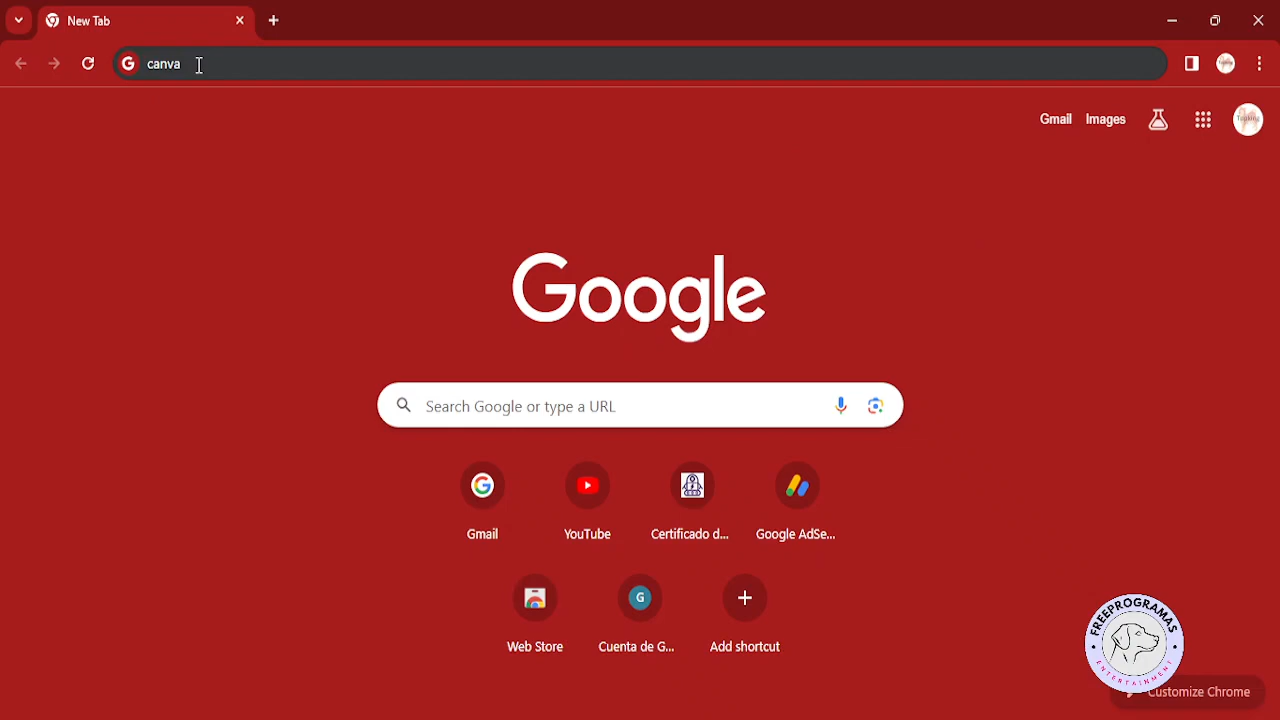 New Tab
canva
Gmail Images
Google
Search Google or type a URL
Gmail
YouTube
Certificado d...
Google AdSe...
G
Web Store
Cuenta de G...
Add shortcut
FREEPROGRAMAS
ENTERTAINMENT
Customize Chrome